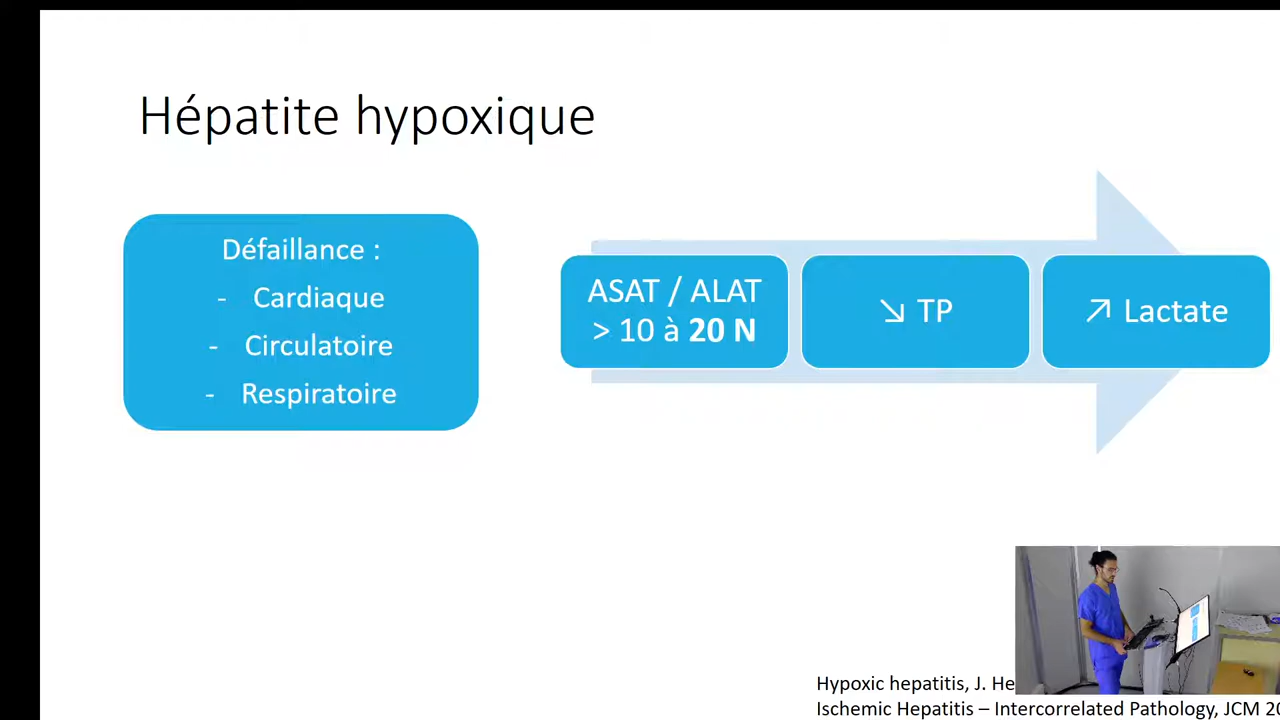 Hépatite hypoxique
Défaillance :
- Cardiaque
- Circulatoire
- Respiratoire
ASAT / ALAT
> 10 à 20 N
↘ TP
↗ Lactate
Hypoxic hepatitis, J.
Ischemic Hepatitis – Intercorrelated Pathology, JCM